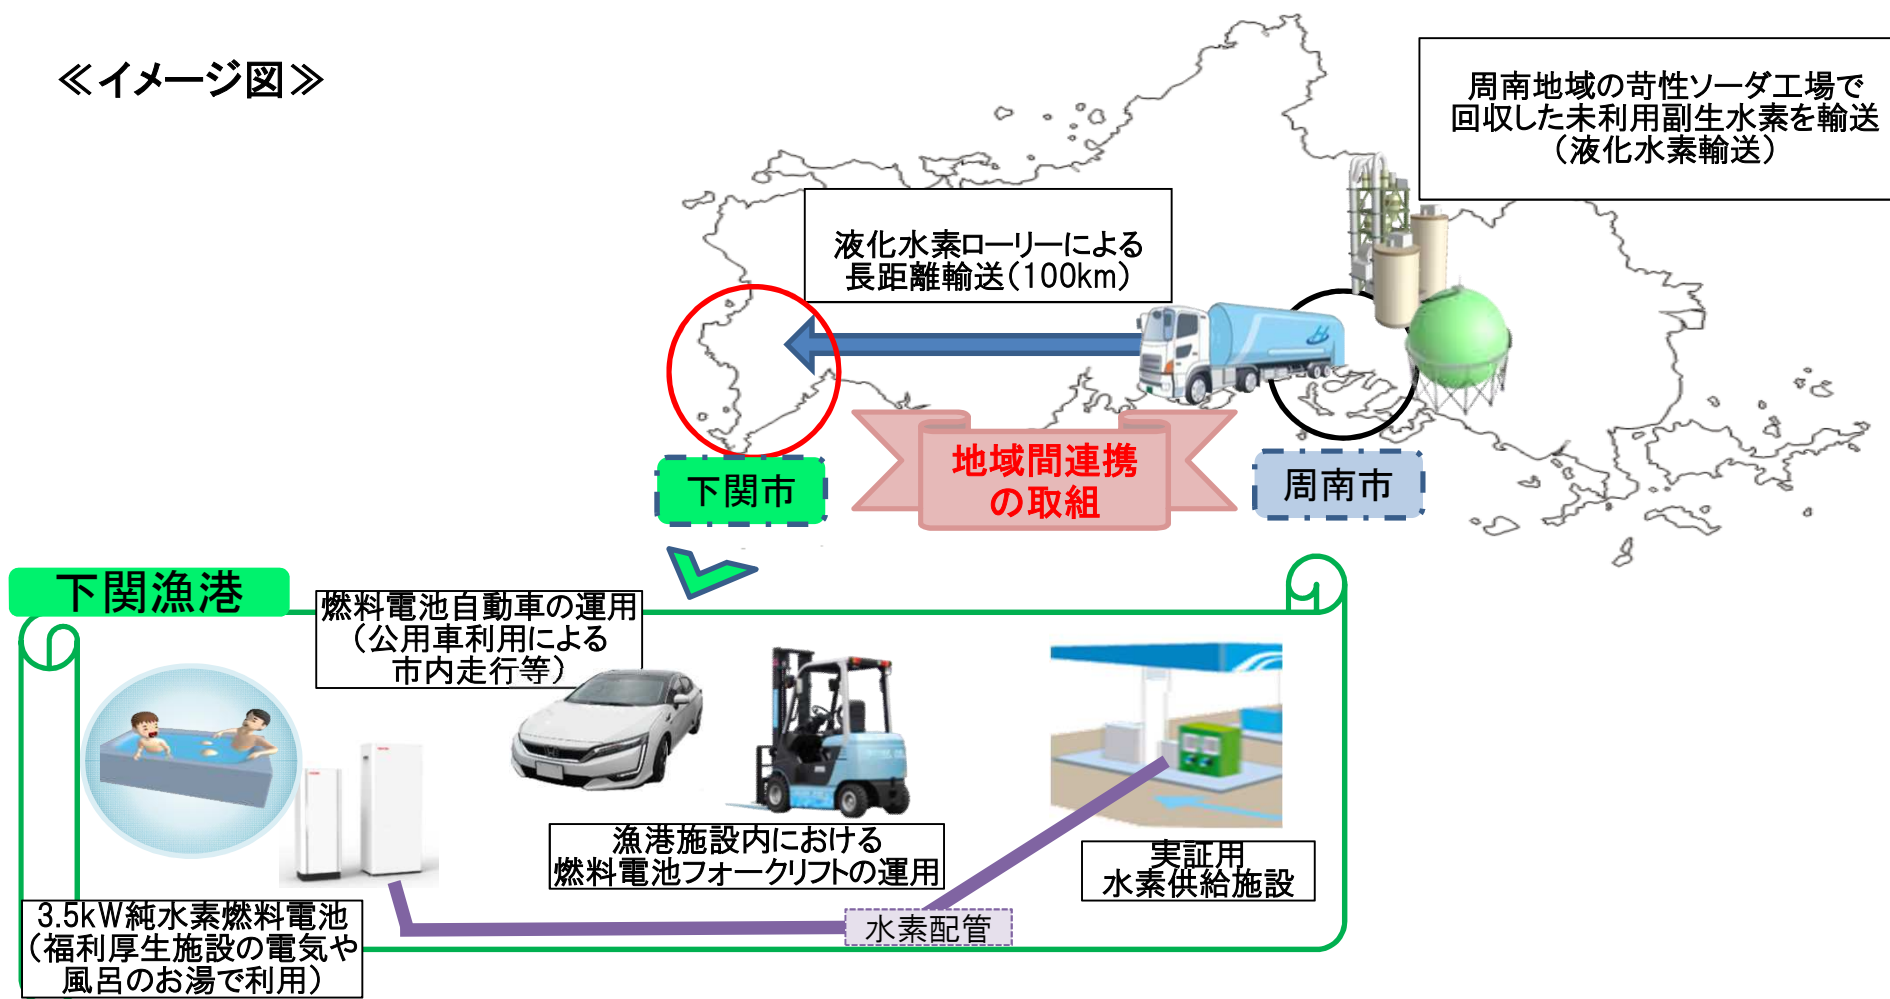 ≪イメージ図≫
周南地域の苛性ソーダ工場で
回収した未利用副生水素を輸送
（液化水素輸送）
液化水素ローリーによる
長距離輸送（100km）
地域間連携
の取組
下関市
周南市
下関漁港
燃料電池自動車の運用
（公用車利用による
市内走行等）
漁港施設内における
燃料電池フォークリフトの運用
実証用
水素供給施設
3.5kW純水素燃料電池
（福利厚生施設の電気や
風呂のお湯で利用）
水素配管